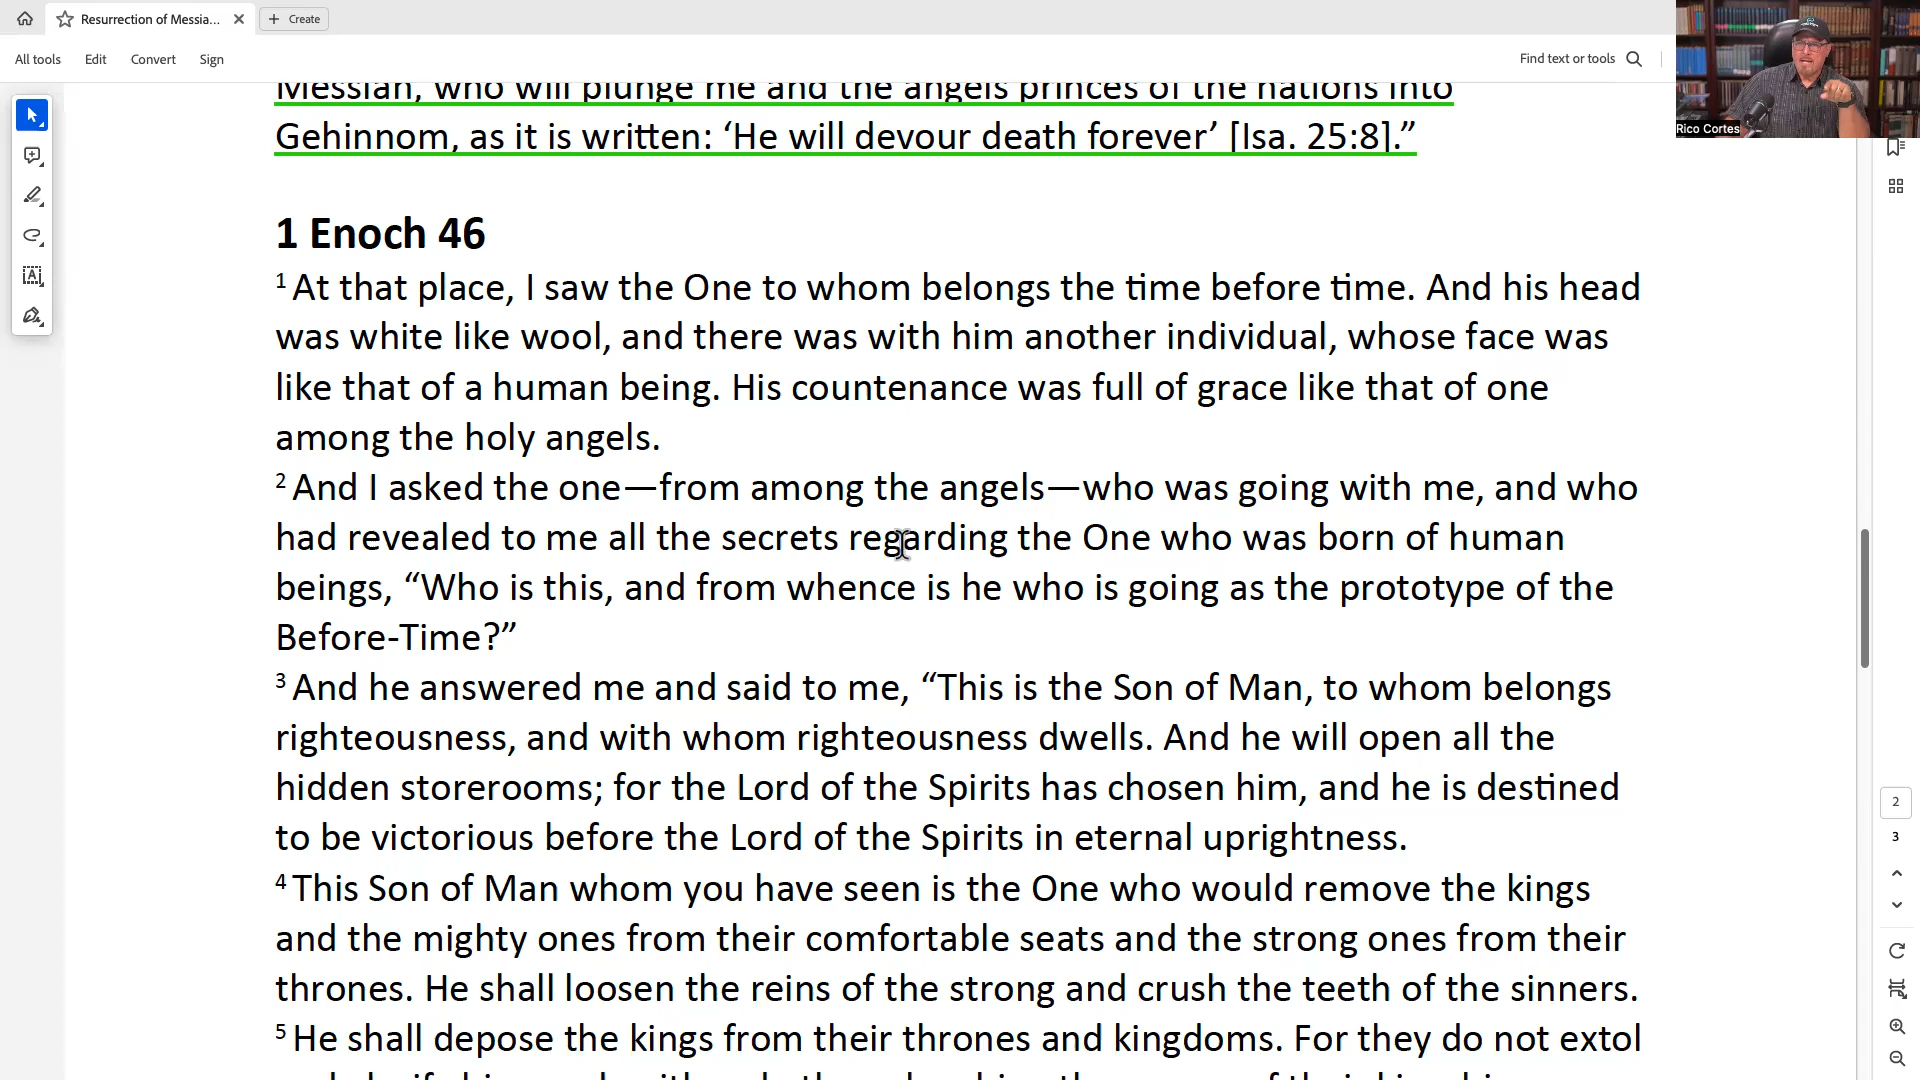 Resurrection of Messia...
Create
All tools
Edit
Convert
Sign
Find text or tools
Rico Cortes
Messian, who will plunge me and the angels princes of the nations into
Gehinnom, as it is written: ‘He will devour death forever’ [Isa. 25:8].”
1 Enoch 46
1 At that place, I saw the One to whom belongs the time before time. And his head
was white like wool, and there was with him another individual, whose face was
like that of a human being. His countenance was full of grace like that of one
among the holy angels.
2 And I asked the one—from among the angels—who was going with me, and who
had revealed to me all the secrets regarding the One who was born of human
beings, “Who is this, and from whence is he who is going as the prototype of the
Before-Time?”
3 And he answered me and said to me, “This is the Son of Man, to whom belongs
righteousness, and with whom righteousness dwells. And he will open all the
hidden storerooms; for the Lord of the Spirits has chosen him, and he is destined
to be victorious before the Lord of the Spirits in eternal uprightness.
4 This Son of Man whom you have seen is the One who would remove the kings
and the mighty ones from their comfortable seats and the strong ones from their
thrones. He shall loosen the reins of the strong and crush the teeth of the sinners.
5 He shall depose the kings from their thrones and kingdoms. For they do not extol
2
3